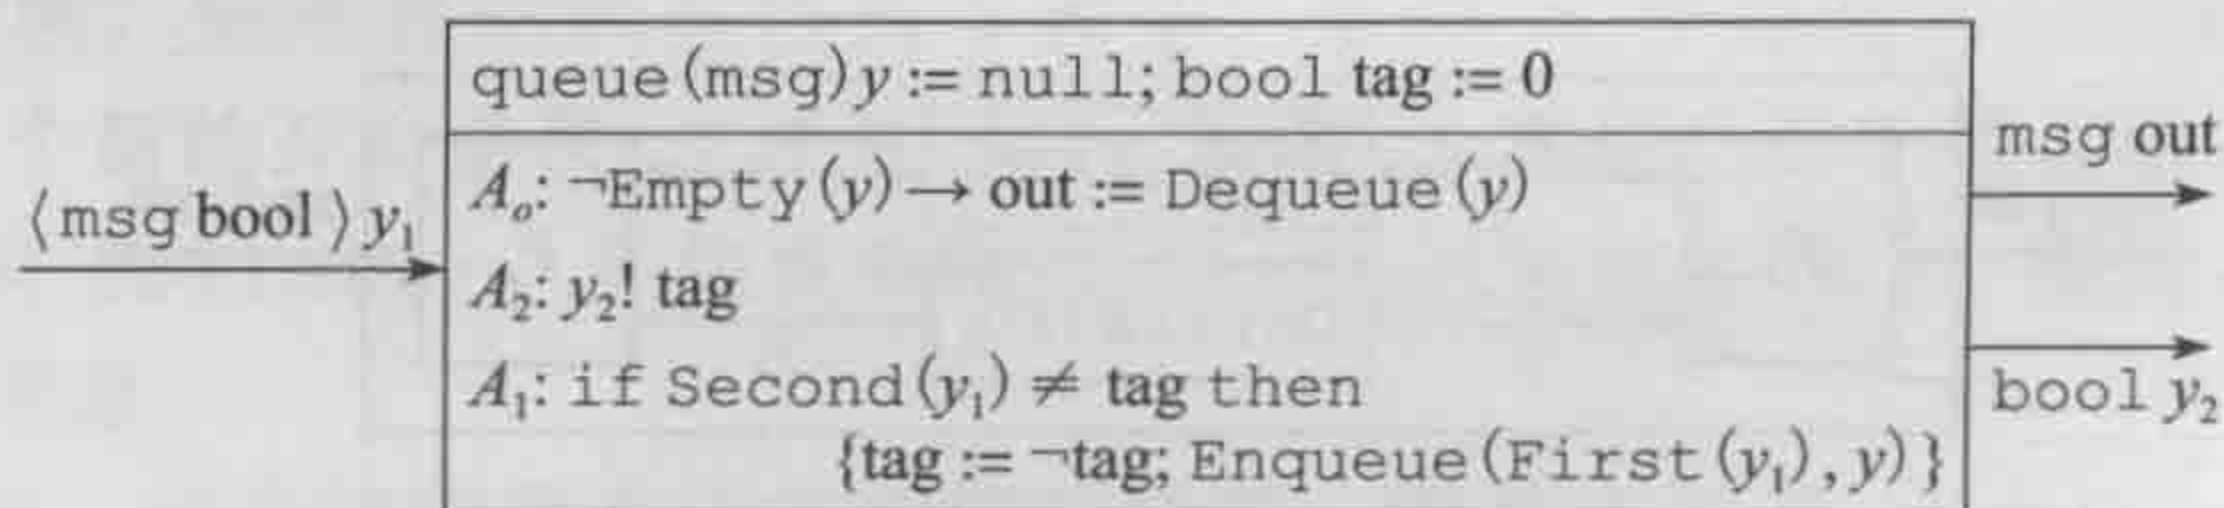 queue(msg)y := null; bool tag := 0
msg out
⟨msg bool⟩ y₁
Aₒ: ¬Empty(y) → out := Dequeue(y)
A₂: y₂! tag
A₁: if Second(y₁) ≠ tag then
bool y₂
{tag := ¬tag; Enqueue(First(y₁), y)}